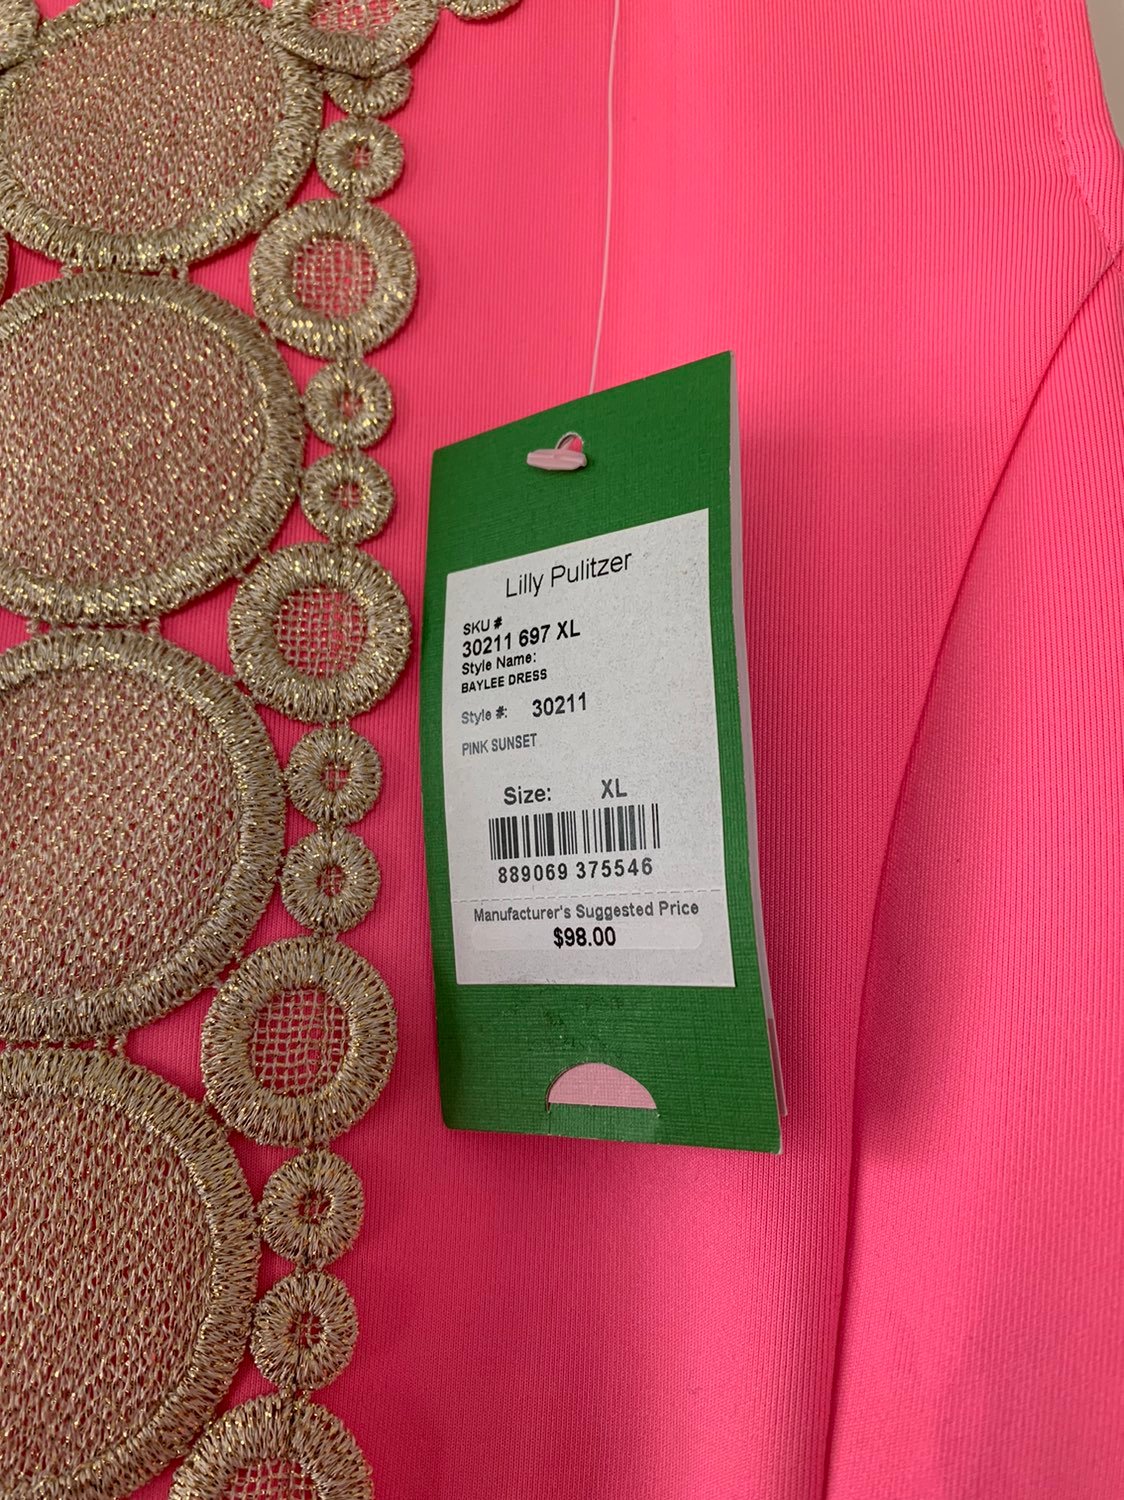 Lilly Pulitzer
SKU #
30211 697 XL
Style Name:
BAYLEE DRESS
Style #: 30211
PINK SUNSET
Size: XL
889069 375546
Manufacturer's Suggested Price
$98.00